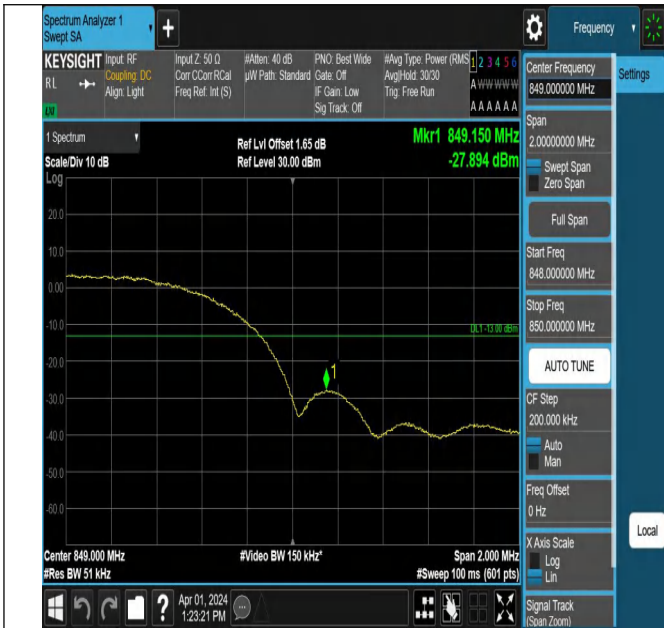 Spectrum Analyzer 1
Swept SA
+
Frequency
KEYSIGHT
RL
LXI
Input: RF
Coupling: DC
Align: Light
Input Z: 50 Ω
Corr CCorr RCal
Freq Ref: Int (S)
#Atten: 40 dB
µW Path: Standard
PNO: Best Wide
Gate: Off
IF Gain: Low
Sig Track: Off
#Avg Type: Power (RMS
Avg|Hold: 30/30
Trig: Free Run
1 2 3 4 5 6
A W W W W W
A A A A A A
1 Spectrum
Scale/Div 10 dB
Ref Lvl Offset 1.65 dB
Ref Level 30.00 dBm
Mkr1 849.150 MHz
-27.894 dBm
Log
20.0
10.0
0.00
-10.0
DL1 -13.00 dBm
-20.0
1
-30.0
-40.0
-50.0
-60.0
Center 849.000 MHz
#Res BW 51 kHz
#Video BW 150 kHz*
Span 2.000 MHz
#Sweep 100 ms (601 pts)
Apr 01, 2024
1:23:21 PM
Center Frequency
849.000000 MHz
Settings
Span
2.00000000 MHz
Swept Span
Zero Span
Full Span
Start Freq
848.000000 MHz
Stop Freq
850.000000 MHz
AUTO TUNE
CF Step
200.000 kHz
Auto
Man
Freq Offset
0 Hz
X Axis Scale
Log
Lin
Local
Signal Track
(Span Zoom)